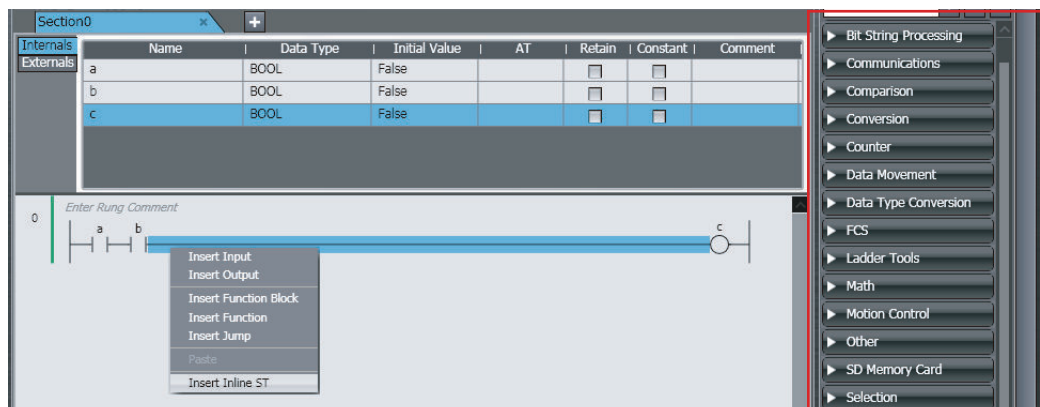 Section0 × +
Internals Name Data Type Initial Value AT Retain Constant Comment
Externals
a BOOL False
b BOOL False
c BOOL False
Enter Rung Comment
0
a b c
Insert Input
Insert Output
Insert Function Block
Insert Function
Insert Jump
Paste
Insert Inline ST
Bit String Processing
Communications
Comparison
Conversion
Counter
Data Movement
Data Type Conversion
FCS
Ladder Tools
Math
Motion Control
Other
SD Memory Card
Selection